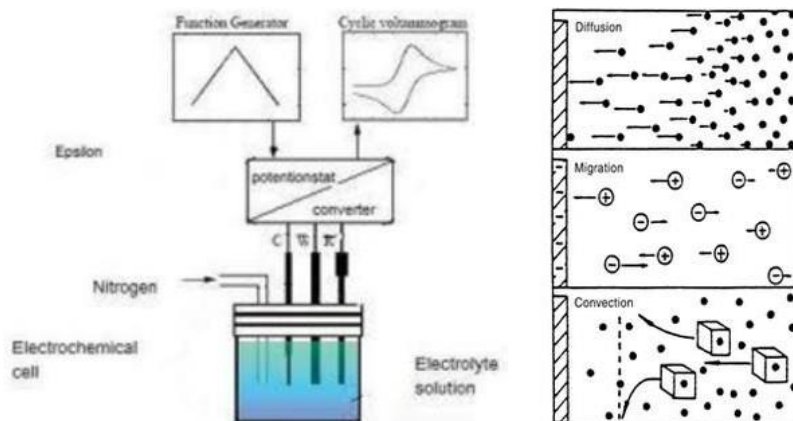 Function Generator
Cyclic voltammogram
Epsilon
potentionstat
converter
C W R
Nitrogen
Electrochemical
cell
Electrolyte
solution
Diffusion
Migration
Convection